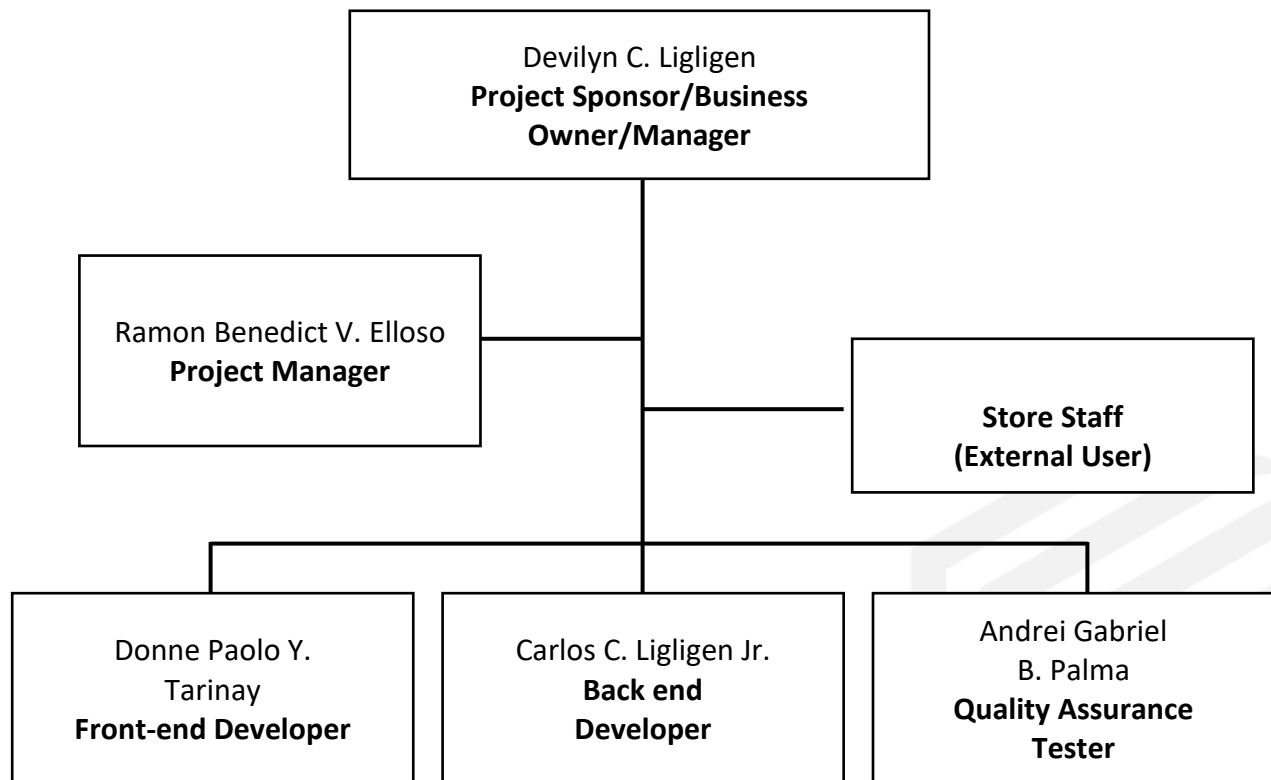 Devilyn C. Ligligen
Project Sponsor/Business
Owner/Manager
Ramon Benedict V. Elloso
Project Manager
Store Staff
(External User)
Donne Paolo Y.
Tarinay
Front-end Developer
Carlos C. Ligligen Jr.
Back end
Developer
Andrei Gabriel
B. Palma
Quality Assurance
Tester